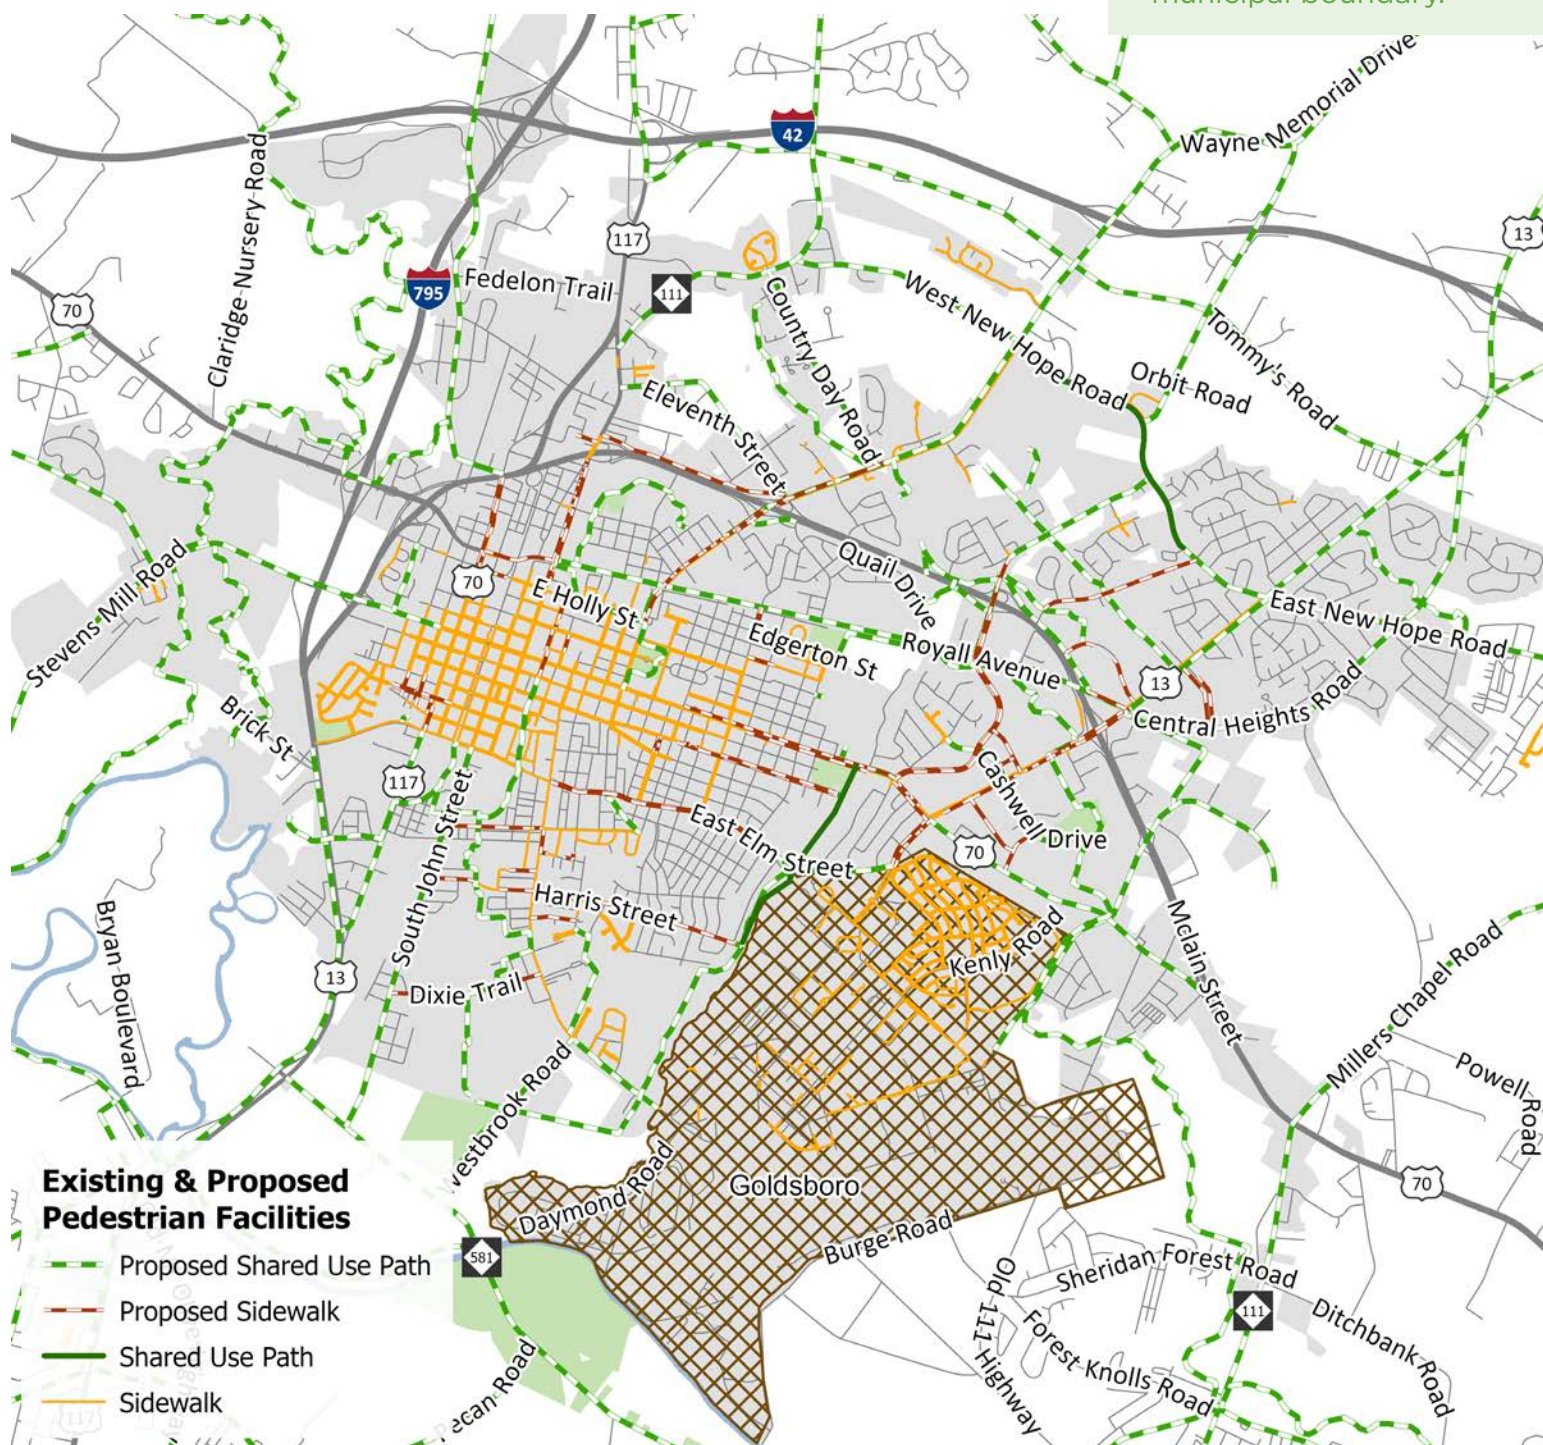 municipal boundary.
Wayne Memorial Drive
42
Claridge Nursery Road
117
13
Fedelon Trail
795
111
70
Country Day Road
West New Hope Road
Tommy's Road
Orbit Road
Eleventh Street
Quail Drive
Stevens Mill Road
70
E Holly St
Edgerton St
Royall Avenue
East New Hope Road
13
Central Heights Road
Brick St
117
South John Street
Cashwell Drive
East Elm Street
70
Harris Street
Bryan Boulevard
Kenly Road
Mclain Street
Millers Chapel Road
13
Dixie Trail
Powell Road
Westbrook Road
Goldsboro
70
Daymond Road
Burge Road
581
Old 111 Highway
Sheridan Forest Road
111
Forest Knolls Road
Ditchbank Road
Existing & Proposed
Pedestrian Facilities
Proposed Shared Use Path
Proposed Sidewalk
Shared Use Path
Sidewalk
117